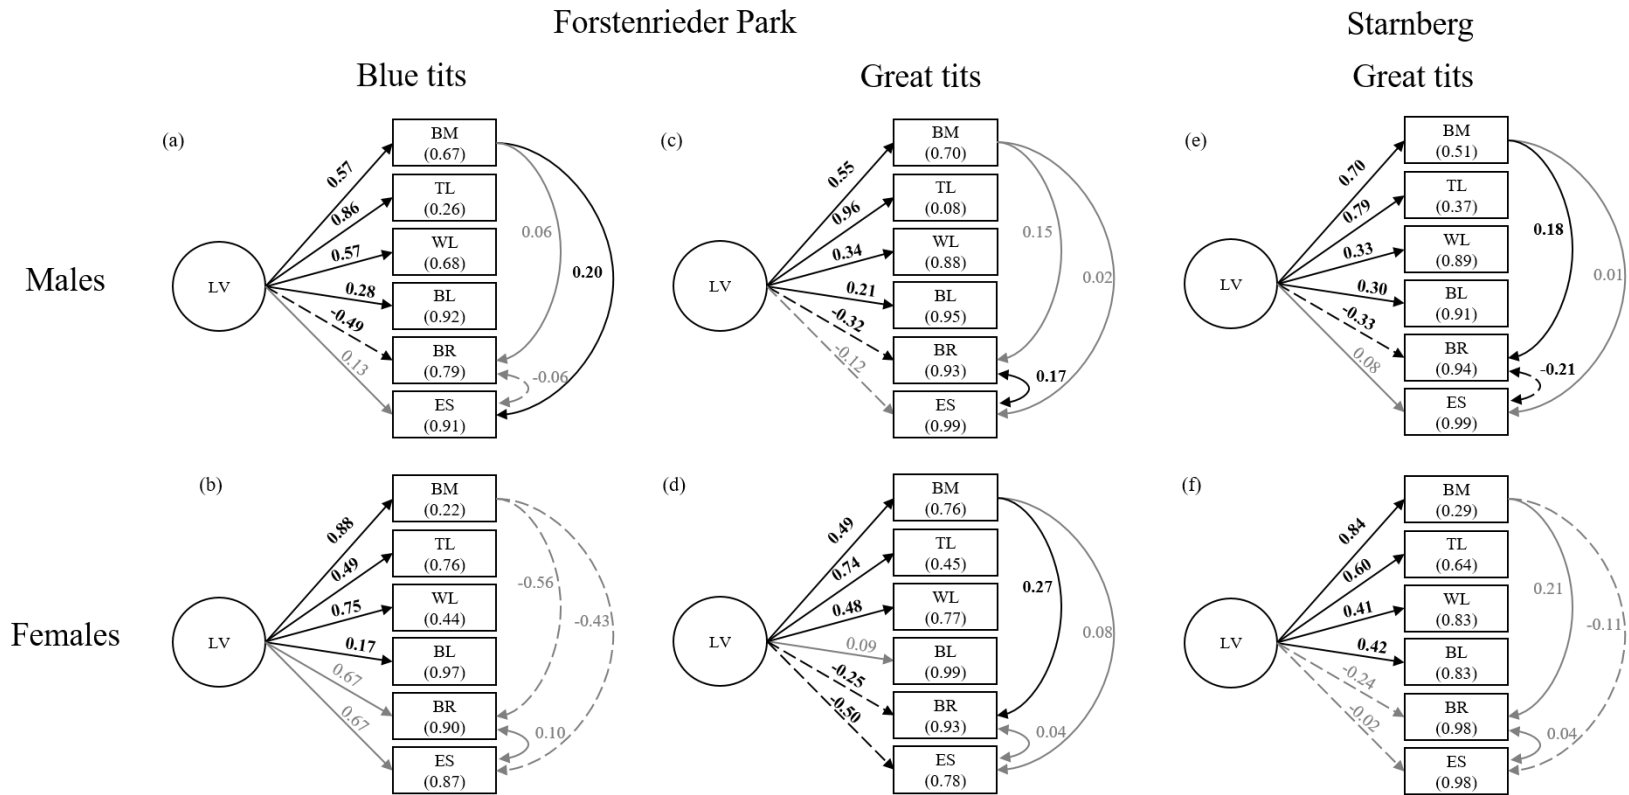 Forstenrieder Park
Starnberg
Blue tits
Great tits
Great tits
Males
(a)
LV
0.57
0.86
0.57
0.28
-0.49
0.13
BM
(0.67)
TL
(0.26)
WL
(0.68)
BL
(0.92)
BR
(0.79)
ES
(0.91)
0.06
0.20
-0.06
(c)
LV
0.55
0.96
0.34
0.21
-0.32
-0.12
BM
(0.70)
TL
(0.08)
WL
(0.88)
BL
(0.95)
BR
(0.93)
ES
(0.99)
0.15
0.02
0.17
(e)
LV
0.70
0.79
0.33
0.30
-0.33
0.08
BM
(0.51)
TL
(0.37)
WL
(0.89)
BL
(0.91)
BR
(0.94)
ES
(0.99)
0.18
0.01
-0.21
Females
(b)
LV
0.88
0.49
0.75
0.17
0.67
0.67
BM
(0.22)
TL
(0.76)
WL
(0.44)
BL
(0.97)
BR
(0.90)
ES
(0.87)
-0.56
-0.43
0.10
(d)
LV
0.49
0.74
0.48
0.09
-0.25
-0.50
BM
(0.76)
TL
(0.45)
WL
(0.77)
BL
(0.99)
BR
(0.93)
ES
(0.78)
0.27
0.08
0.04
(f)
LV
0.84
0.60
0.41
0.42
-0.24
-0.02
BM
(0.29)
TL
(0.64)
WL
(0.83)
BL
(0.83)
BR
(0.98)
ES
(0.98)
0.21
-0.11
0.04